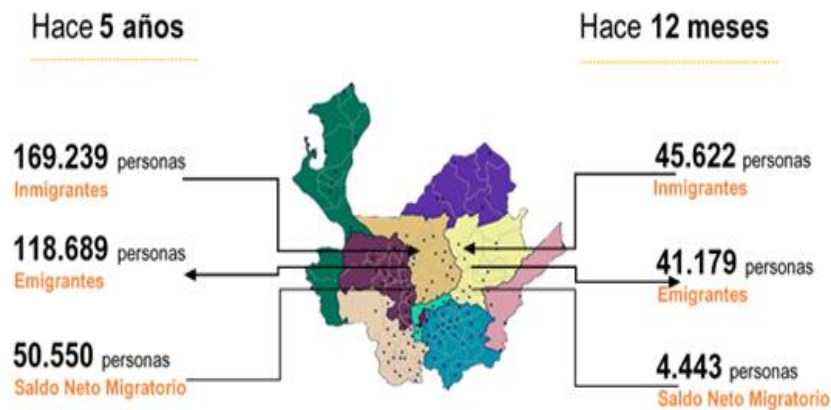 Hace 5 años
Hace 12 meses
169.239 personas
Inmigrantes
45.622 personas
Inmigrantes
118.689 personas
Emigrantes
41.179 personas
Emigrantes
50.550 personas
Saldo Neto Migratorio
4.443 personas
Saldo Neto Migratorio